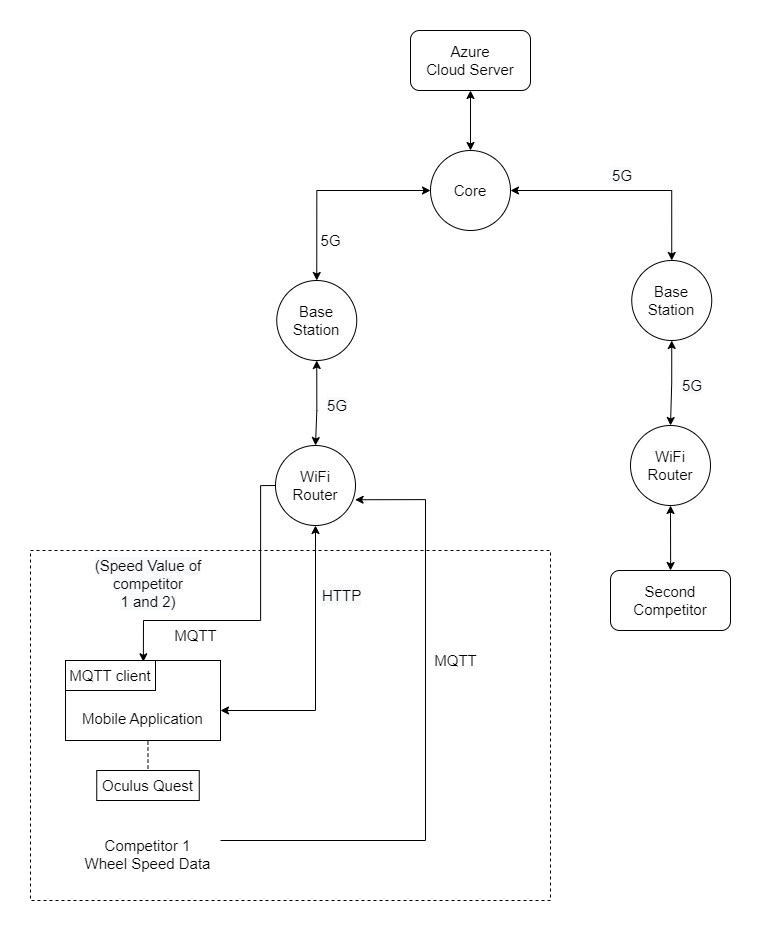 Azure
Cloud Server
Core
5G
5G
Base
Station
Base
Station
5G
5G
WiFi
Router
WiFi
Router
(Speed Value of
competitor
1 and 2)
HTTP
Second
Competitor
MQTT
MQTT
MQTT client
Mobile Application
Oculus Quest
Competitor 1
Wheel Speed Data